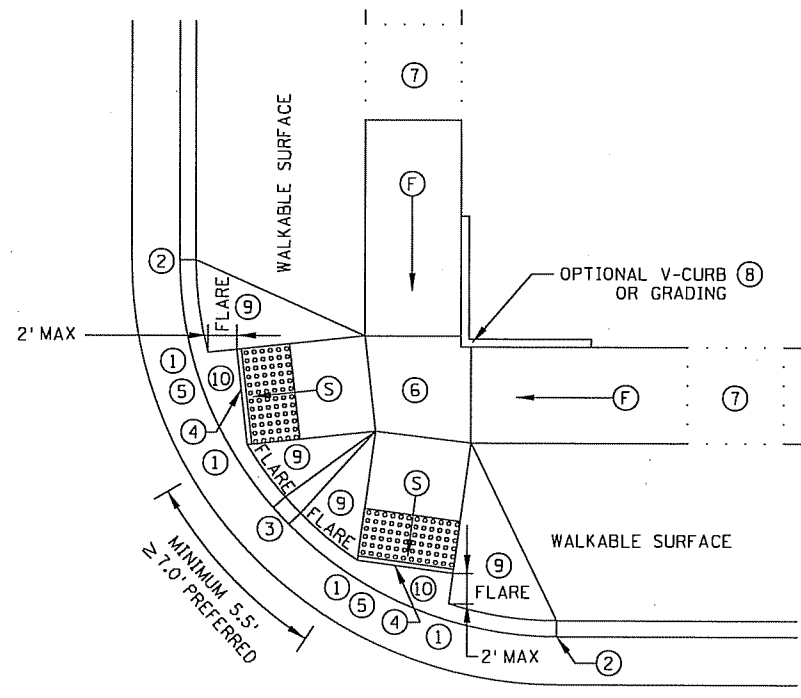 ⑦
WALKABLE SURFACE
Ⓕ
②
OPTIONAL V-CURB ⑧
OR GRADING
FLARE
⑨
2' MAX
①
⑤
⑩
Ⓢ
⑥
Ⓕ
⑦
④
①
FLARE
⑨
③
⑨
FLARE
Ⓢ
WALKABLE SURFACE
⑨
FLARE
MINIMUM 5.5'
≥ 7.0' PREFERRED
①
⑤
⑩
④
①
2' MAX
②